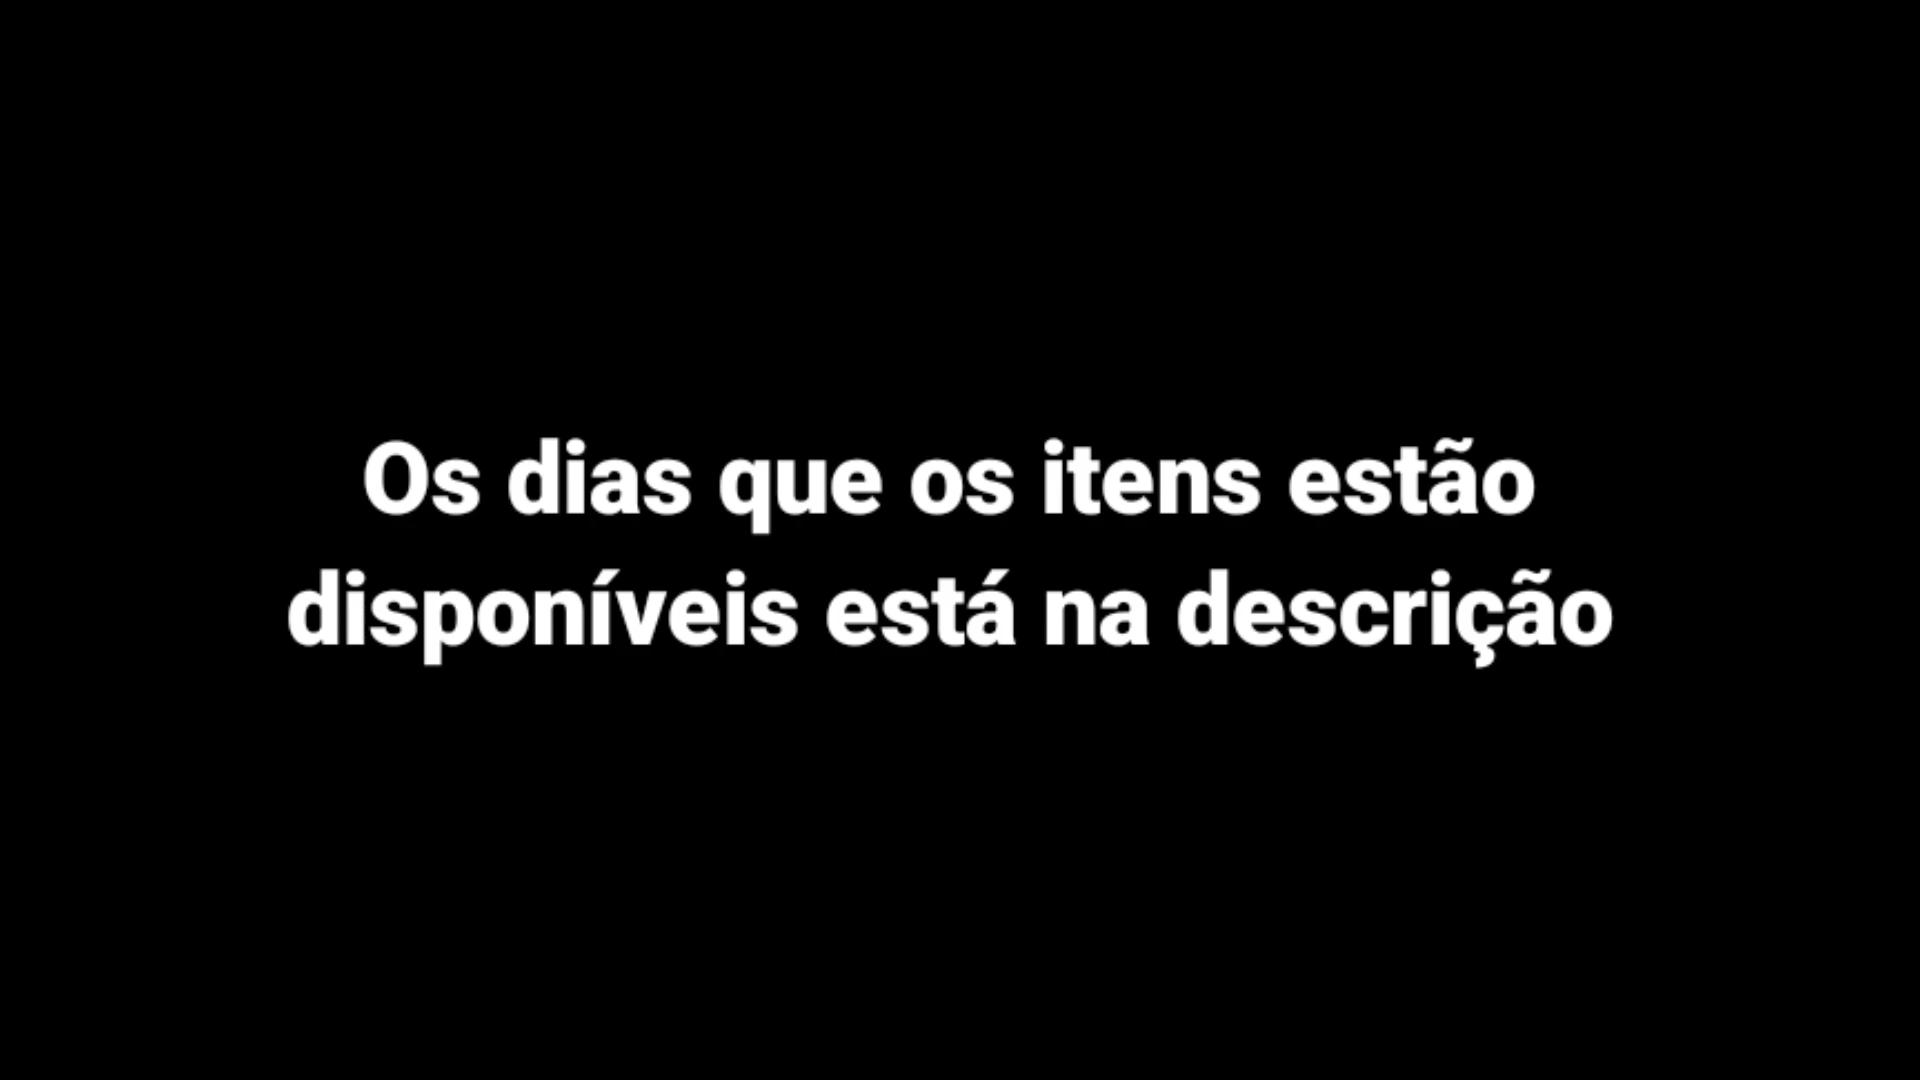 Os dias que os itens estão
disponíveis está na descrição